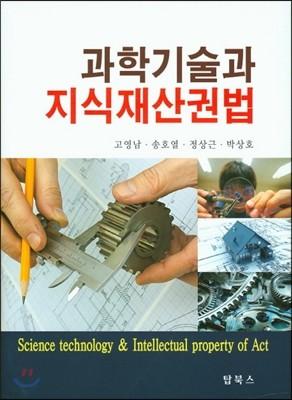 과학기술과
지식재산권법
고영남 · 송호열 · 정상근 · 박상호
Science technology & Intellectual property of Act
탑북스